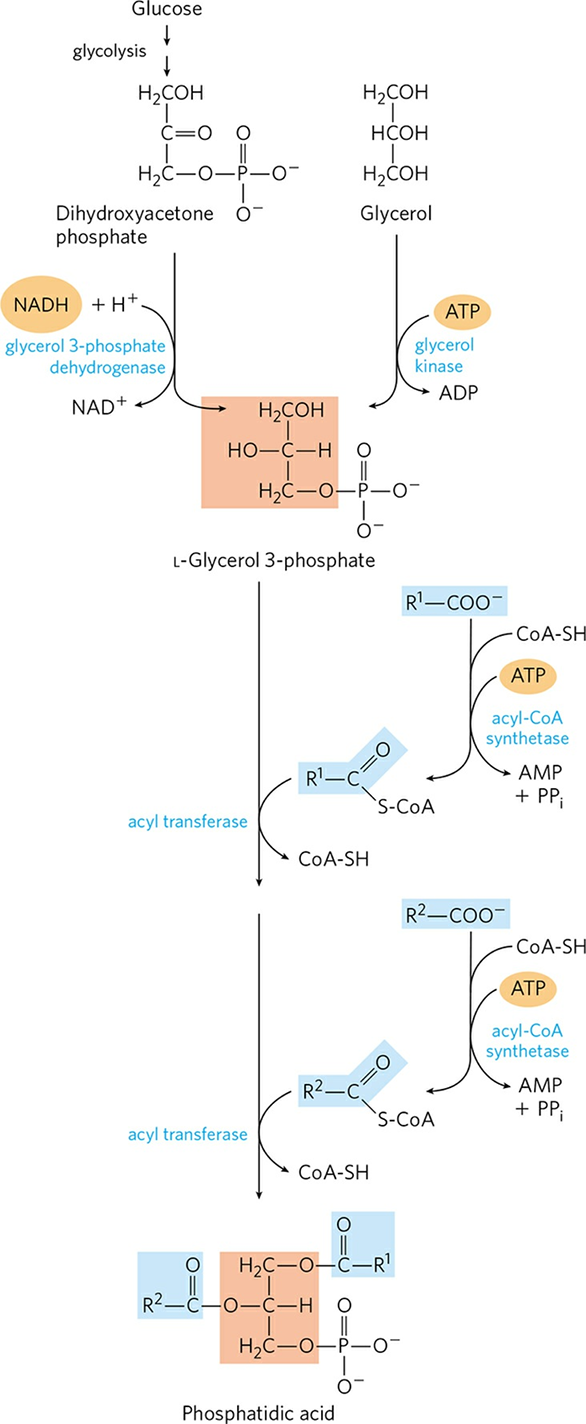 Glucose
glycolysis
H₂COH
C=O O
H₂C—O—P—O⁻
O⁻
Dihydroxyacetone
phosphate
H₂COH
HCOH
H₂COH
Glycerol
NADH + H⁺
glycerol 3-phosphate
dehydrogenase
NAD⁺
ATP
glycerol
kinase
ADP
H₂COH
HO—C—H O
H₂C—O—P—O⁻
O⁻
L-Glycerol 3-phosphate
R¹—COO⁻
CoA-SH
ATP
acyl-CoA
synthetase
AMP
+ PPᵢ
O
R¹—C
S-CoA
acyl transferase
CoA-SH
R²—COO⁻
CoA-SH
ATP
acyl-CoA
synthetase
AMP
+ PPᵢ
O
R²—C
S-CoA
acyl transferase
CoA-SH
O
O H₂C—O—C—R¹
R²—C—O—C—H O
H₂C—O—P—O⁻
O⁻
Phosphatidic acid